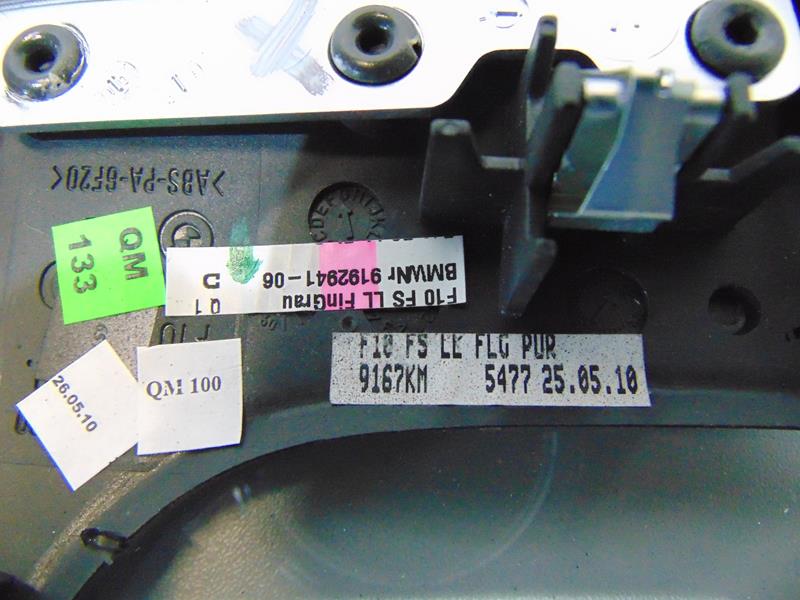 >ABS-PA-GF20<
QM
133
F10 FS LL FinGrau
BMWNr 9192941-06
Q1
D
F10
F10 FS LL FLG PUR
9167KM 5477 25.05.10
26.05.10
QM 100